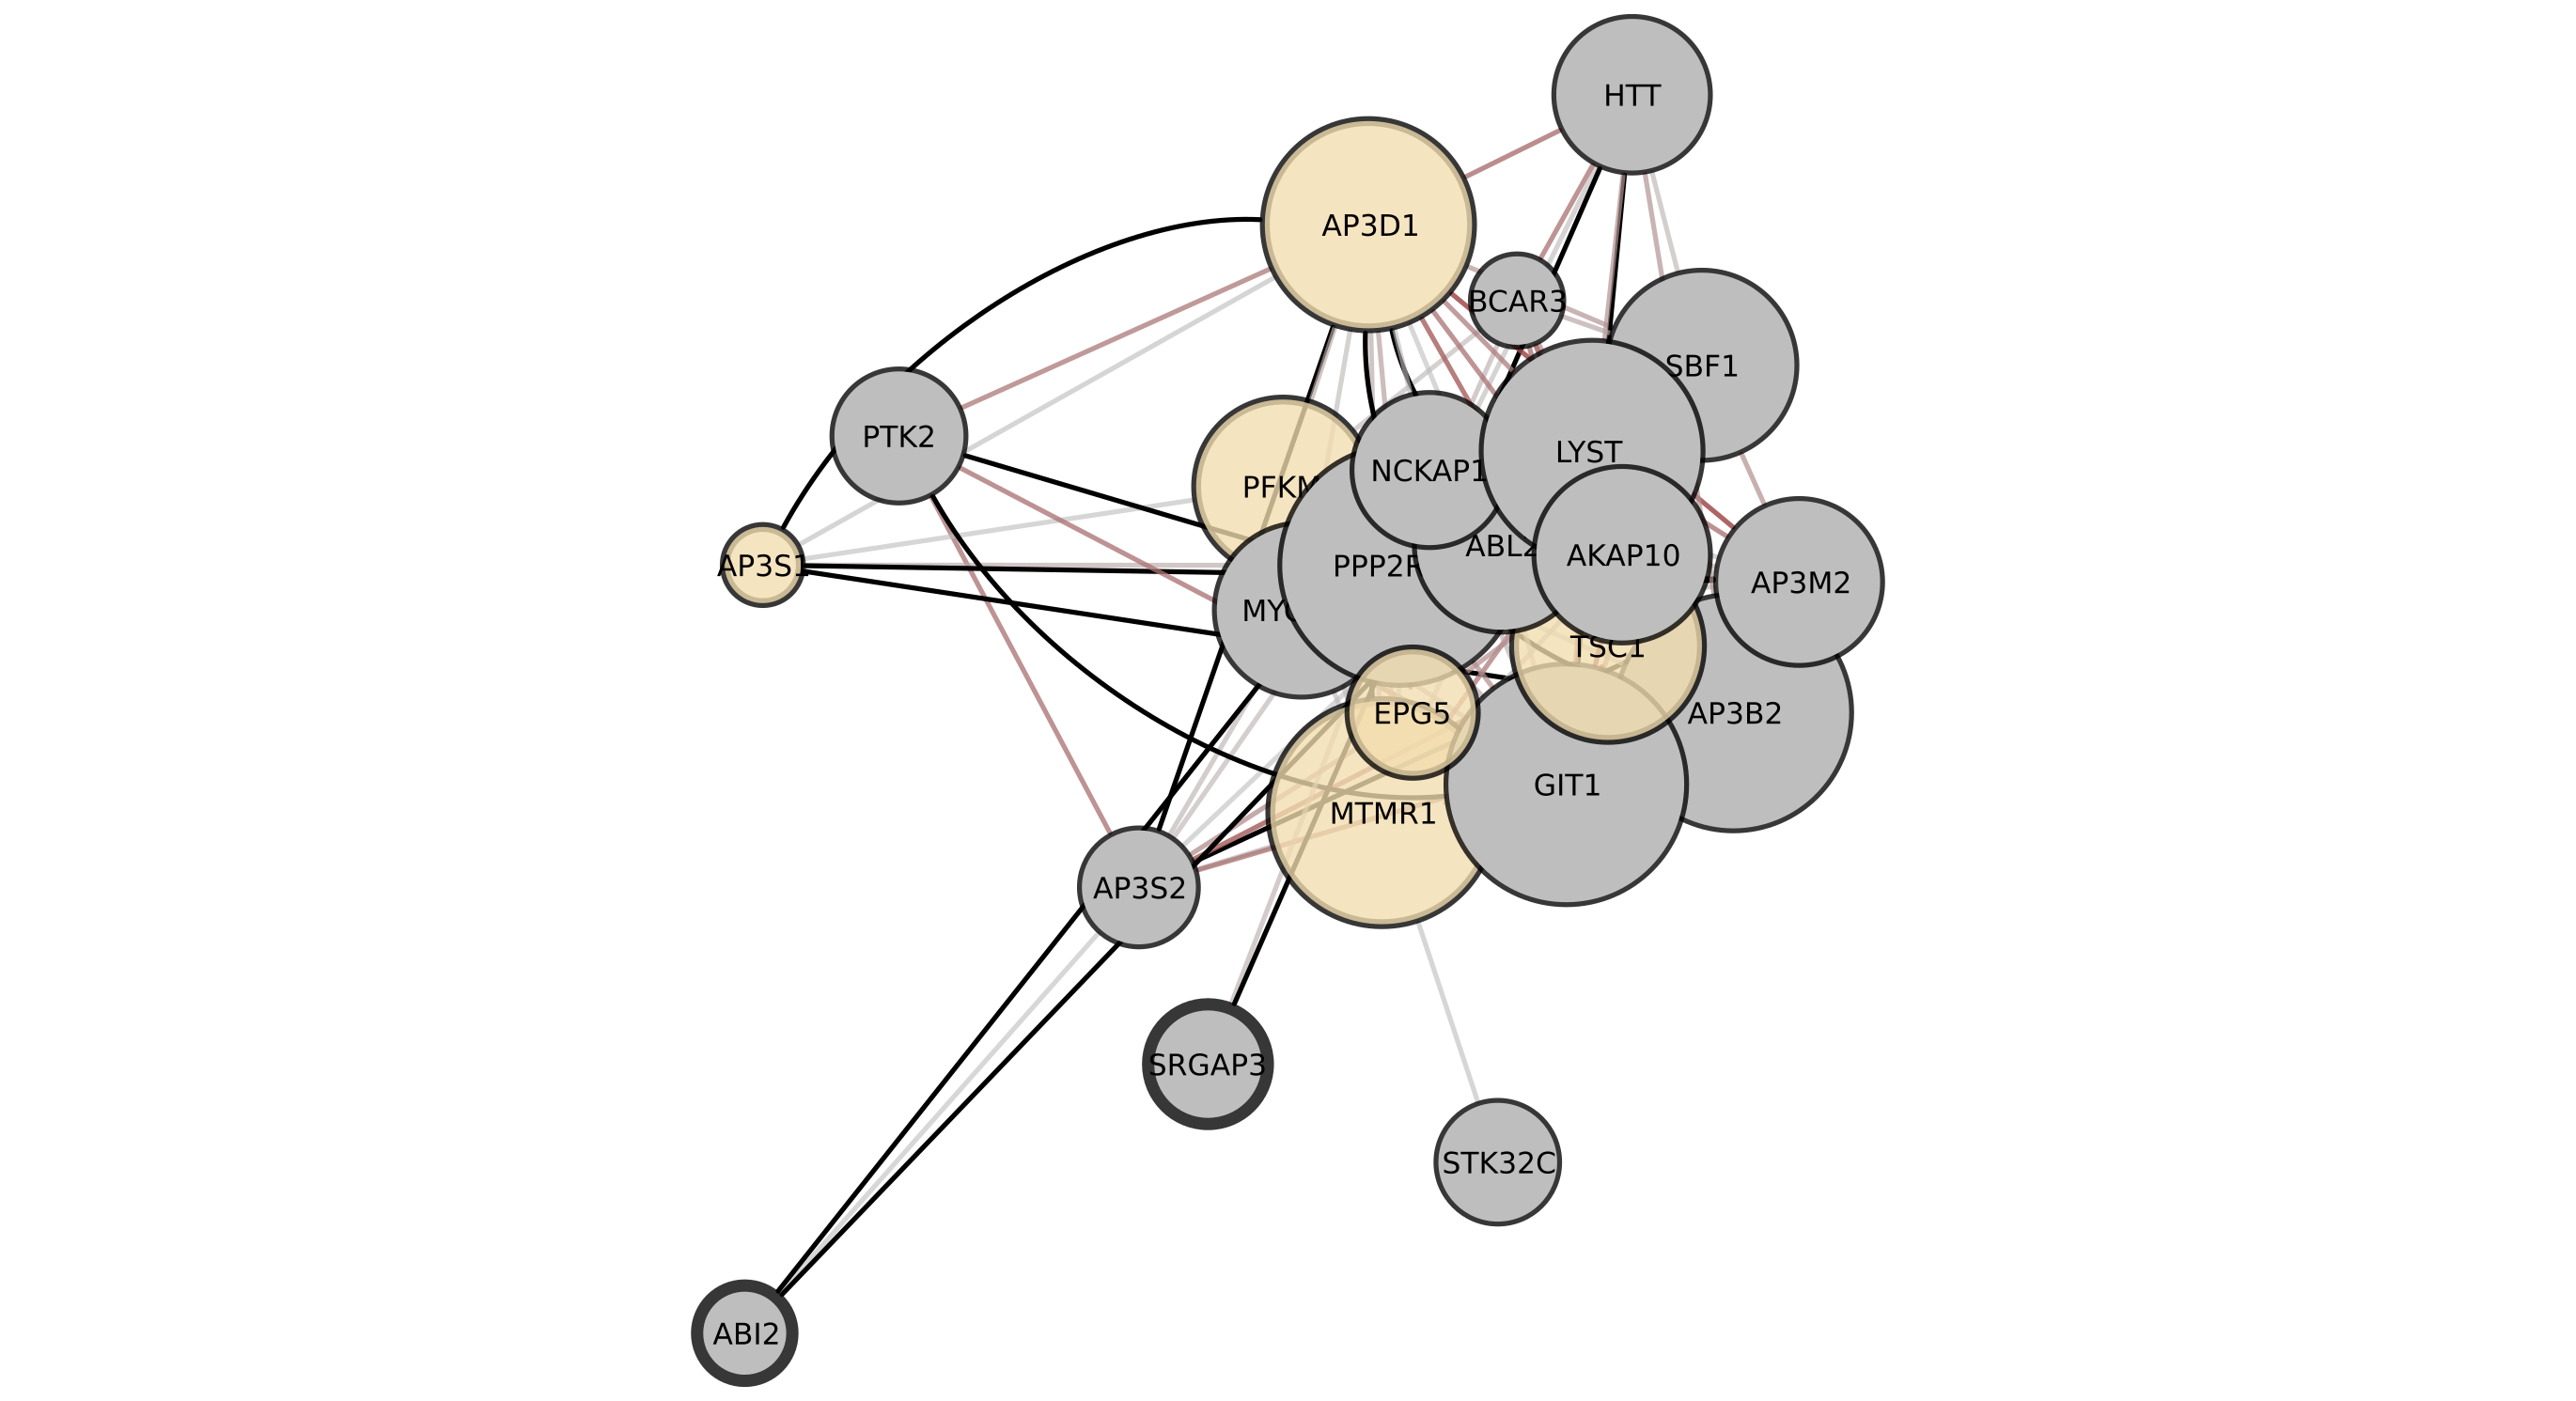 HTT
AP3D1
BCAR3
SBF1
PTK2
LYST
NCKAP1
PFKM
ABL2
AKAP10
AP3S1
PPP2R
AP3M2
MYO
TSC1
EPG5
AP3B2
GIT1
MTMR1
AP3S2
SRGAP3
STK32C
ABI2